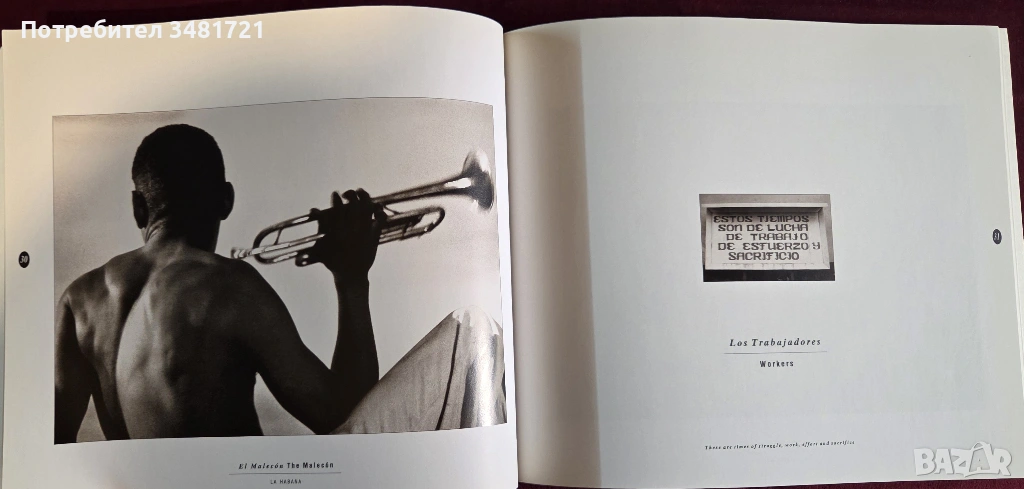 Потребител 3481721
30
El Malecón The Malecón
LA HABANA
ESTOS TIEMPOS
SON DE LUCHA
DE TRABAJO
DE ESFUERZO Y
SACRIFICIO
31
Los Trabajadores
Workers
These are times of struggle, work, effort and sacrifice
BAZAR